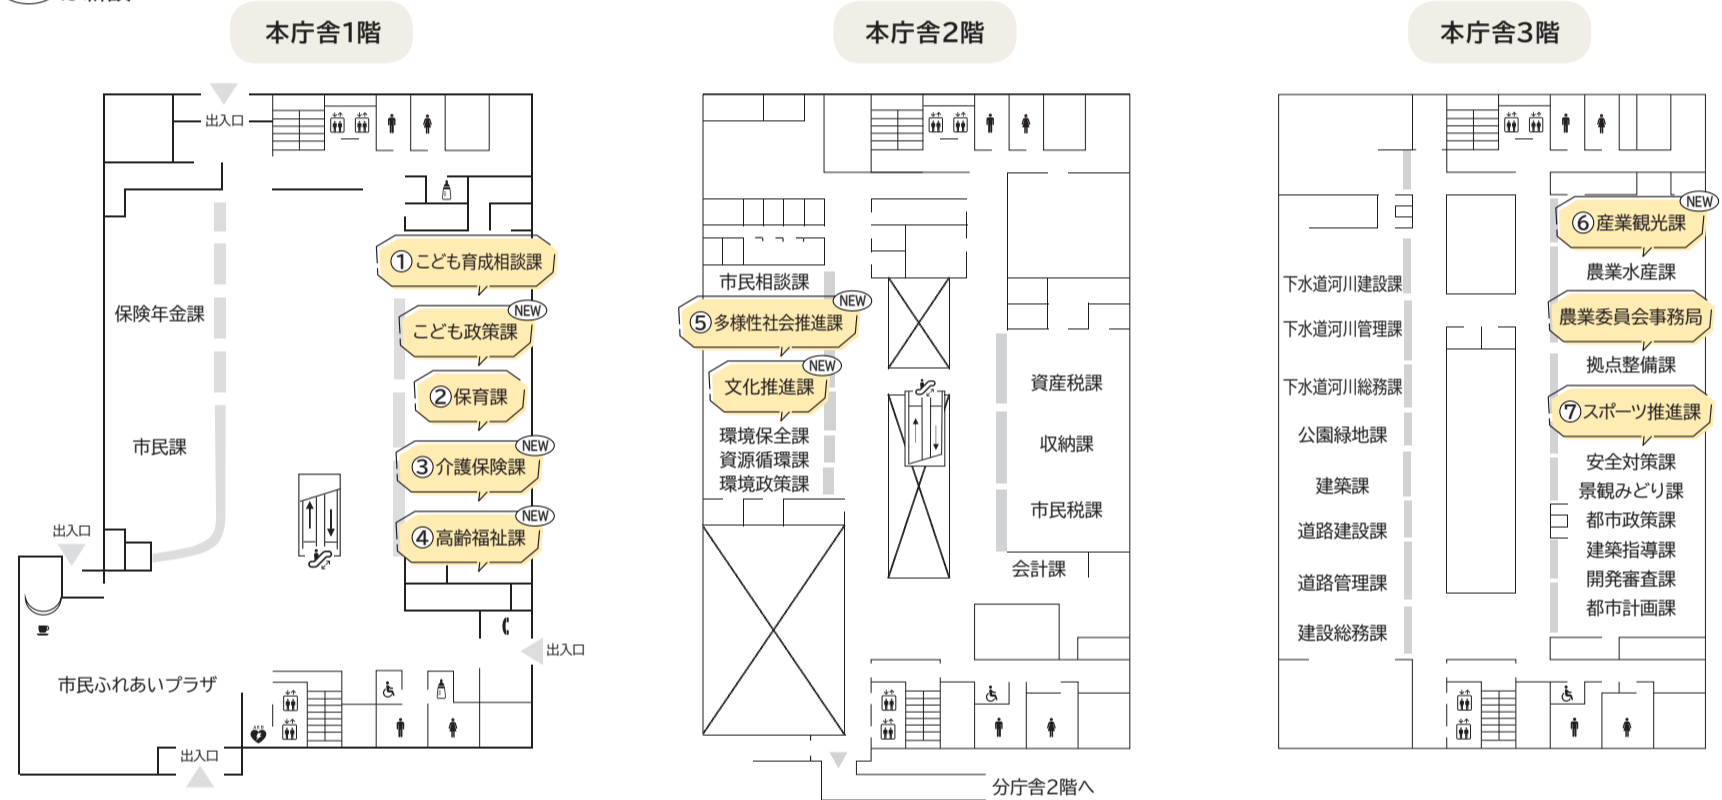 本庁舎1階
出入口
① こども育成相談課
NEW
こども政策課
② 保育課
NEW
③ 介護保険課
NEW
④ 高齢福祉課
保険年金課
市民課
出入口
出入口
市民ふれあいプラザ
AED
出入口
本庁舎2階
市民相談課
NEW
⑤ 多様性社会推進課
NEW
文化推進課
環境保全課
資源循環課
環境政策課
資産税課
収納課
市民税課
会計課
分庁舎2階へ
本庁舎3階
下水道河川建設課
下水道河川管理課
下水道河川総務課
公園緑地課
建築課
道路建設課
道路管理課
建設総務課
NEW
⑥ 産業観光課
農業水産課
農業委員会事務局
拠点整備課
⑦ スポーツ推進課
安全対策課
景観みどり課
都市政策課
建築指導課
開発審査課
都市計画課